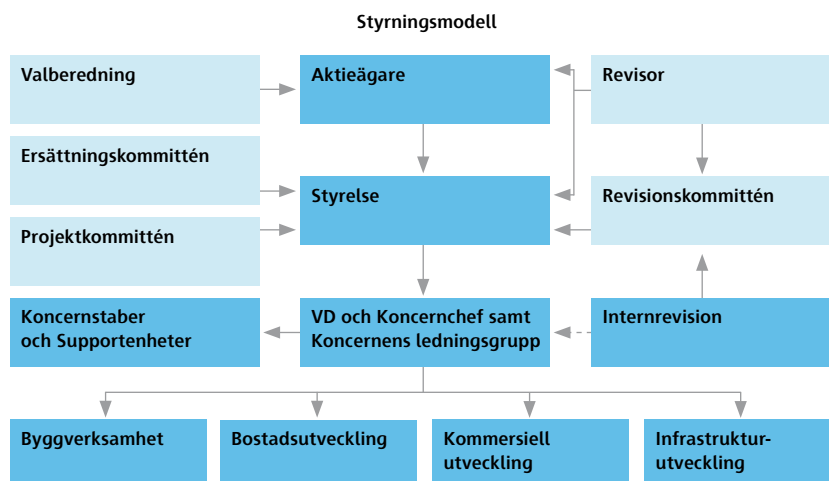 Styrningsmodell
Valberedning
Aktieägare
Revisor
Ersättningskommittén
Styrelse
Revisionskommittén
Projektkommittén
Koncernstaber
och Supportenheter
VD och Koncernchef samt
Koncernens ledningsgrupp
Internrevision
Byggverksamhet
Bostadsutveckling
Kommersiell
utveckling
Infrastruktur-
utveckling